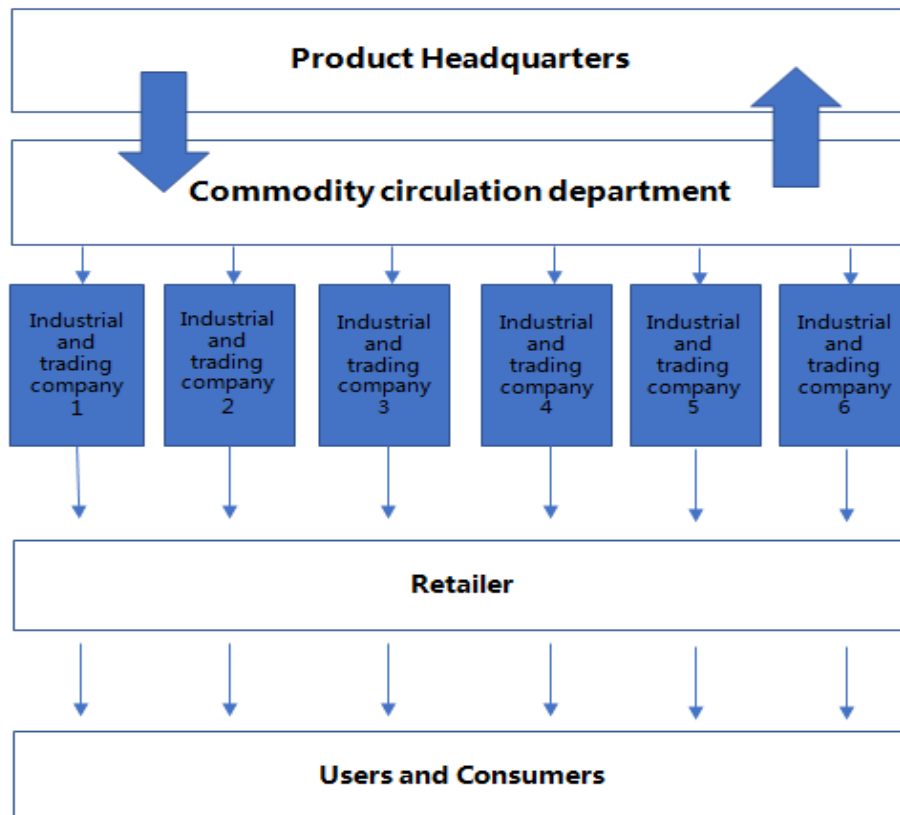 Product Headquarters
Commodity circulation department
Industrial
and
trading
company
1
Industrial
and
trading
company
2
Industrial
and
trading
company
3
Industrial
and
trading
company
4
Industrial
and
trading
company
5
Industrial
and
trading
company
6
Retailer
Users and Consumers